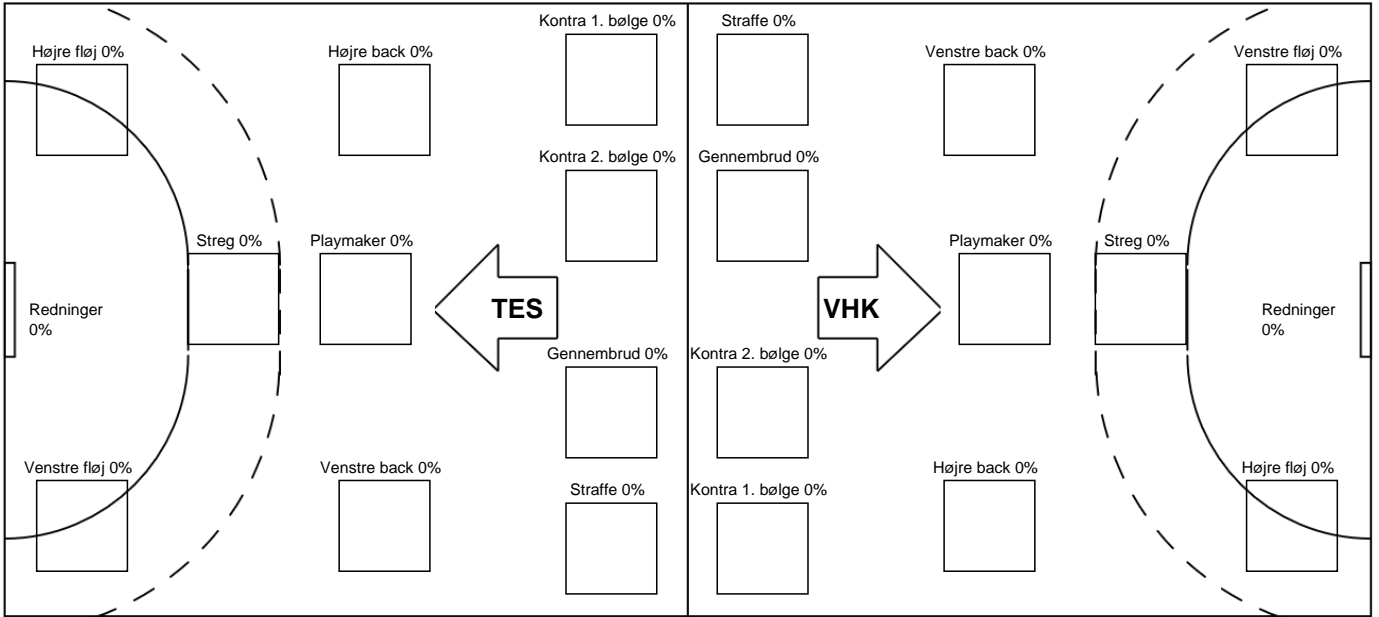 Kontra 1. bølge 0%
Straffe 0%
Højre fløj 0%
Højre back 0%
Venstre back 0%
Venstre fløj 0%
Kontra 2. bølge 0%
Gennembrud 0%
Streg 0%
Playmaker 0%
Playmaker 0%
Streg 0%
Redninger
0%
TES
VHK
Redninger
0%
Gennembrud 0%
Kontra 2. bølge 0%
Venstre fløj 0%
Venstre back 0%
Straffe 0%
Kontra 1. bølge 0%
Højre back 0%
Højre fløj 0%